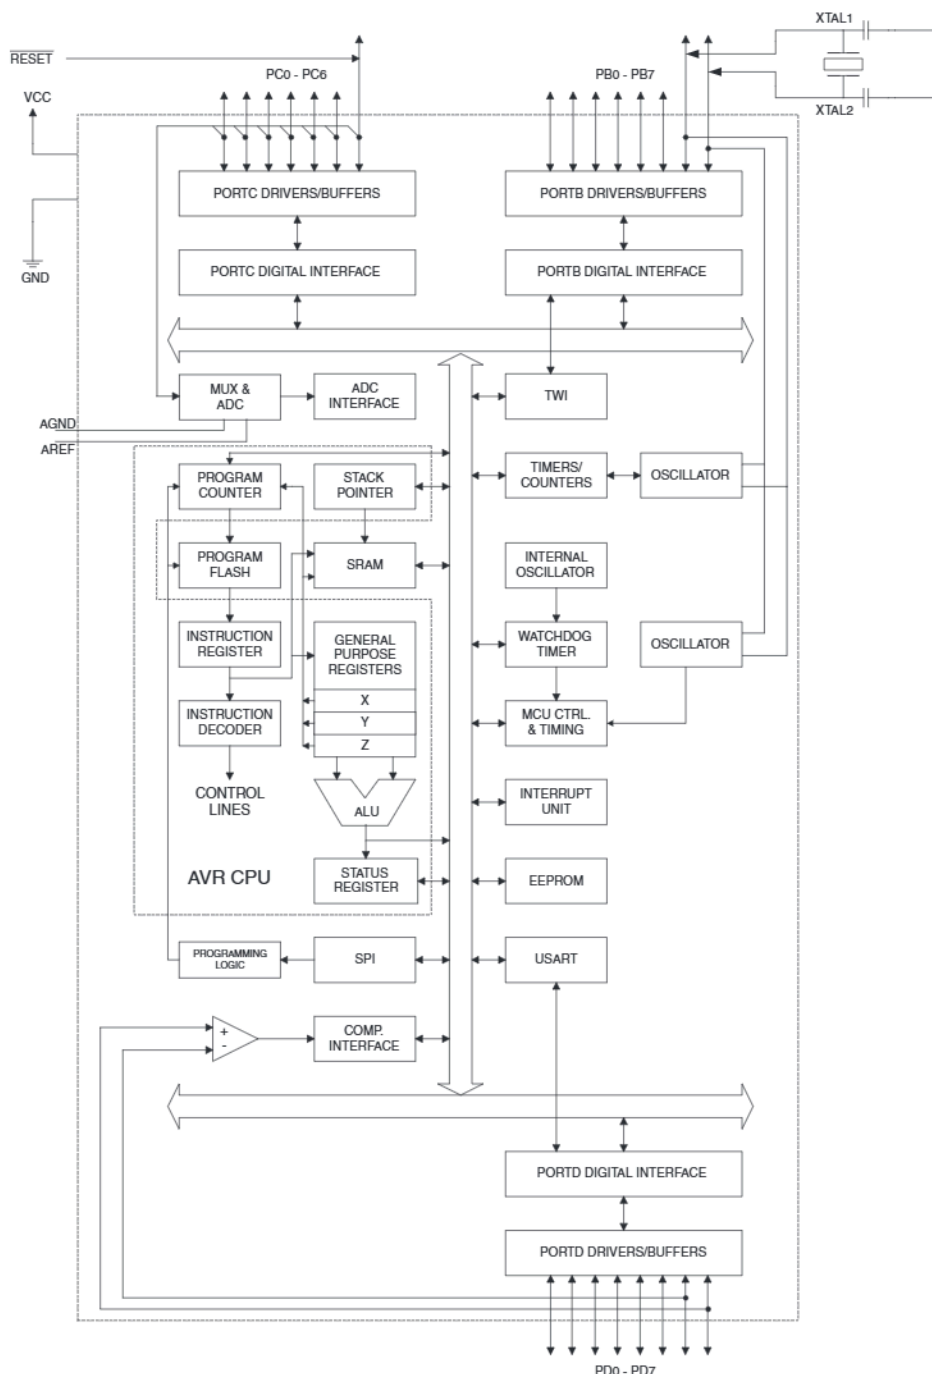 XTAL1
RESET
PC0 - PC6
PB0 - PB7
VCC
XTAL2
PORTC DRIVERS/BUFFERS
PORTB DRIVERS/BUFFERS
GND
PORTC DIGITAL INTERFACE
PORTB DIGITAL INTERFACE
MUX &
ADC
ADC
INTERFACE
TWI
AGND
AREF
PROGRAM
COUNTER
STACK
POINTER
TIMERS/
COUNTERS
OSCILLATOR
PROGRAM
FLASH
SRAM
INTERNAL
OSCILLATOR
INSTRUCTION
REGISTER
GENERAL
PURPOSE
REGISTERS
WATCHDOG
TIMER
OSCILLATOR
X
Y
Z
INSTRUCTION
DECODER
MCU CTRL.
& TIMING
CONTROL
LINES
ALU
INTERRUPT
UNIT
AVR CPU
STATUS
REGISTER
EEPROM
PROGRAMMING
LOGIC
SPI
USART
+
-
COMP.
INTERFACE
PORTD DIGITAL INTERFACE
PORTD DRIVERS/BUFFERS
PD0 - PD7